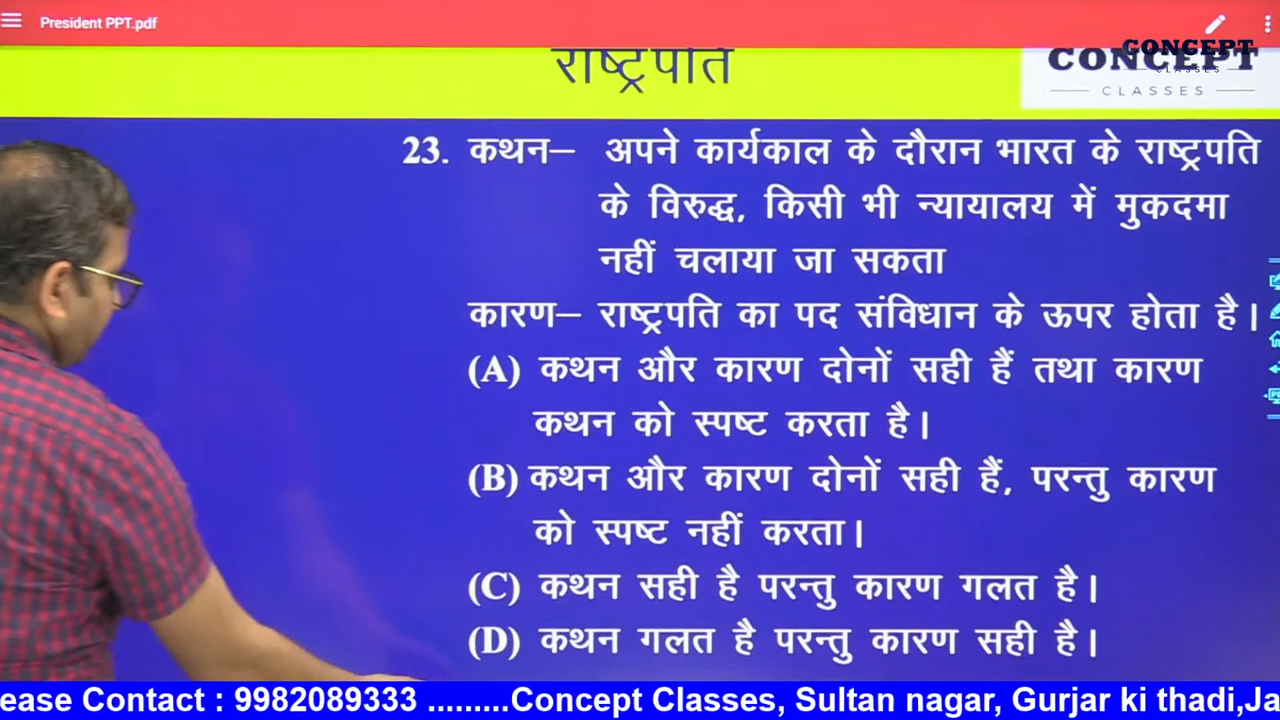 President PPT.pdf
राष्ट्रपति
CONCEPT
CONCEPT
CLASSES
CLASSES
23. कथन– अपने कार्यकाल के दौरान भारत के राष्ट्रपति
के विरुद्ध, किसी भी न्यायालय में मुकदमा
नहीं चलाया जा सकता
कारण– राष्ट्रपति का पद संविधान के ऊपर होता है।
(A) कथन और कारण दोनों सही हैं तथा कारण
कथन को स्पष्ट करता है।
(B) कथन और कारण दोनों सही हैं, परन्तु कारण
को स्पष्ट नहीं करता।
(C) कथन सही है परन्तु कारण गलत है।
(D) कथन गलत है परन्तु कारण सही है।
ease Contact : 9982089333 .........Concept Classes, Sultan nagar, Gurjar ki thadi,Ja